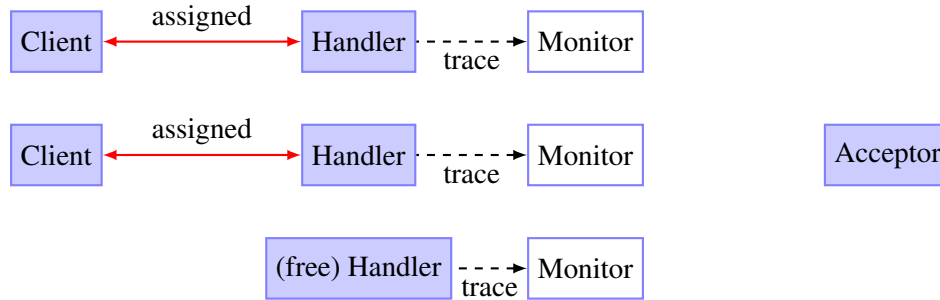 assigned
Client Handler Monitor
trace
assigned
Client Handler Monitor Acceptor
trace
(free) Handler Monitor
trace